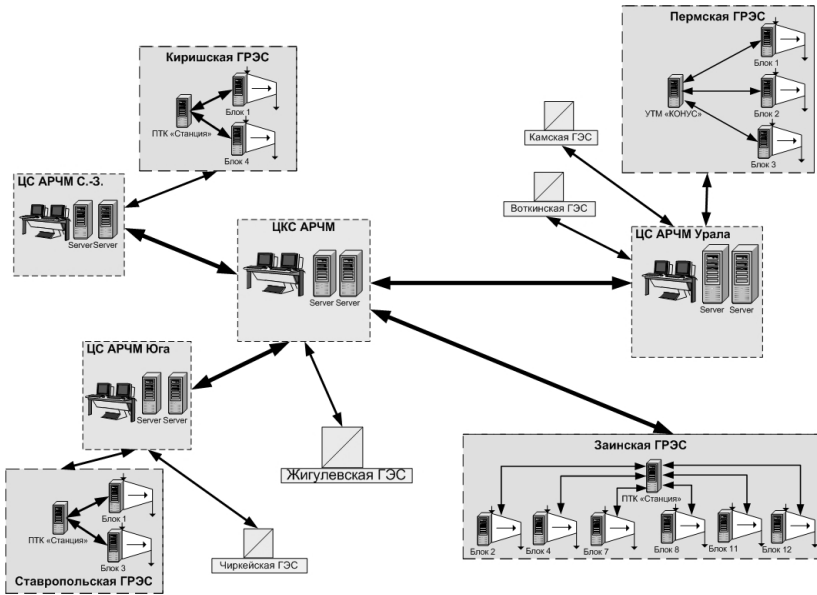 Киришская ГРЭС
ПТК «Станция»
Блок 1
Блок 4
Пермская ГРЭС
УТМ «КОНУС»
Блок 1
Блок 2
Блок 3
Камская ГЭС
Воткинская ГЭС
ЦС АРЧМ С.-З.
Server
Server
ЦКС АРЧМ
Server
Server
ЦС АРЧМ Урала
Server
Server
ЦС АРЧМ Юга
Server
Server
Жигулевская ГЭС
Заинская ГРЭС
ПТК «Станция»
Блок 2
Блок 4
Блок 7
Блок 8
Блок 11
Блок 12
ПТК «Станция»
Блок 1
Блок 3
Ставропольская ГРЭС
Чиркейская ГЭС